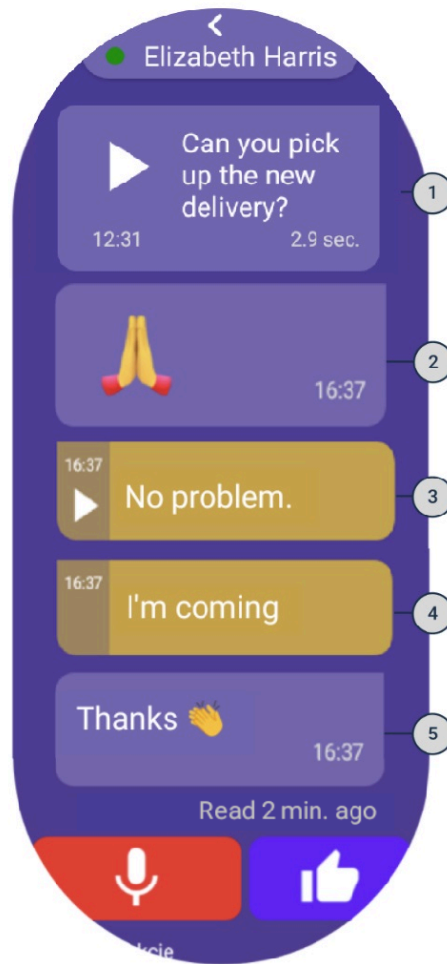 Elizabeth Harris
Can you pick
up the new
delivery?
12:31 2.9 sec.
1
16:37
2
16:37
No problem.
3
16:37
I'm coming
4
Thanks 👏
16:37
5
Read 2 min. ago